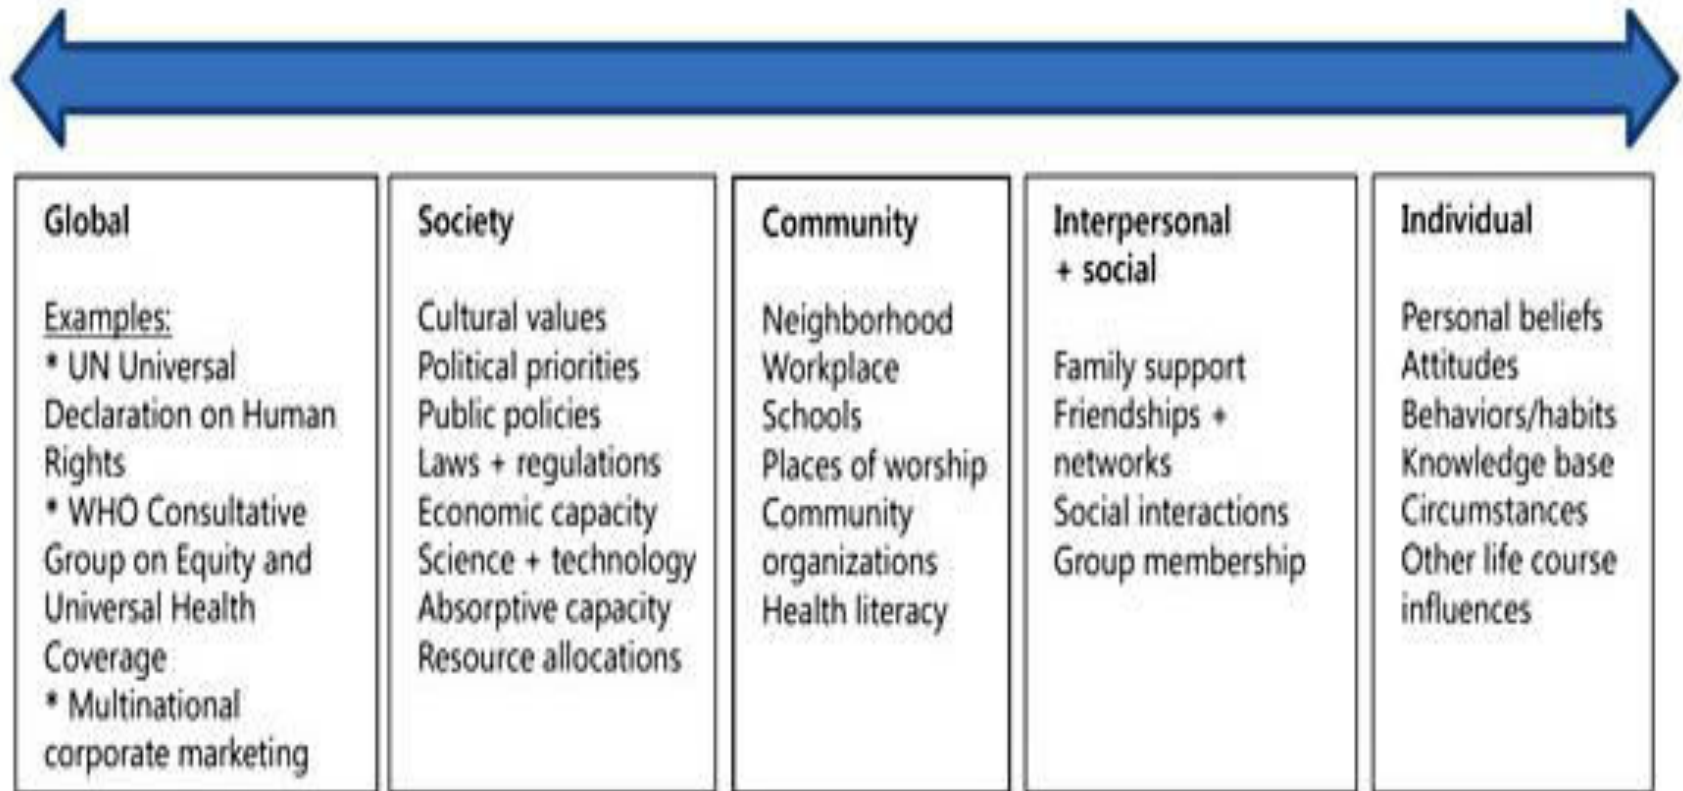 Global
Examples:
* UN Universal
Declaration on Human
Rights
* WHO Consultative
Group on Equity and
Universal Health
Coverage
* Multinational
corporate marketing
Society
Cultural values
Political priorities
Public policies
Laws + regulations
Economic capacity
Science + technology
Absorptive capacity
Resource allocations
Community
Neighborhood
Workplace
Schools
Places of worship
Community
organizations
Health literacy
Interpersonal
+ social
Family support
Friendships +
networks
Social interactions
Group membership
Individual
Personal beliefs
Attitudes
Behaviors/habits
Knowledge base
Circumstances
Other life course
influences